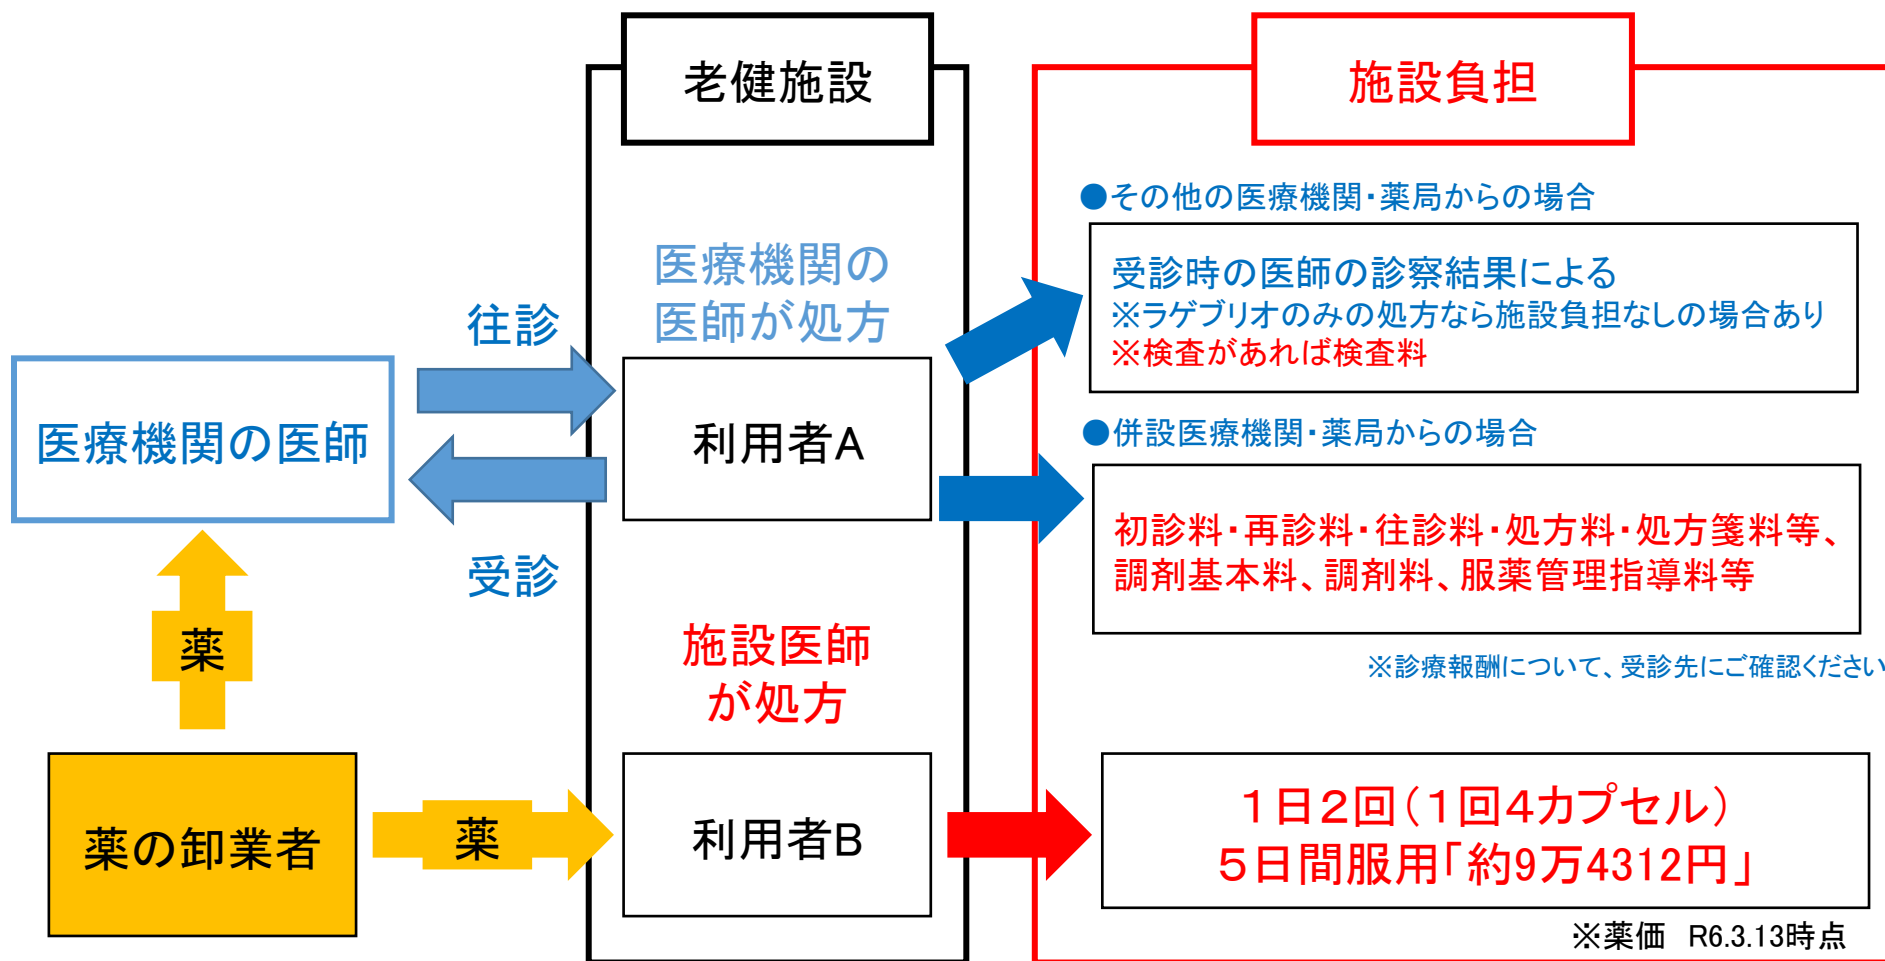 老健施設
施設負担
●その他の医療機関・薬局からの場合
医療機関の
医師が処方
受診時の医師の診察結果による
※ラゲブリオのみの処方なら施設負担なしの場合あり
※検査があれば検査料
往診
医療機関の医師
利用者A
●併設医療機関・薬局からの場合
初診料・再診料・往診料・処方料・処方箋料等、
調剤基本料、調剤料、服薬管理指導料等
受診
薬
施設医師
が処方
※診療報酬について、受診先にご確認ください
薬の卸業者
薬
利用者B
1日2回(1回4カプセル)
5日間服用「約9万4312円」
※薬価 R6.3.13時点